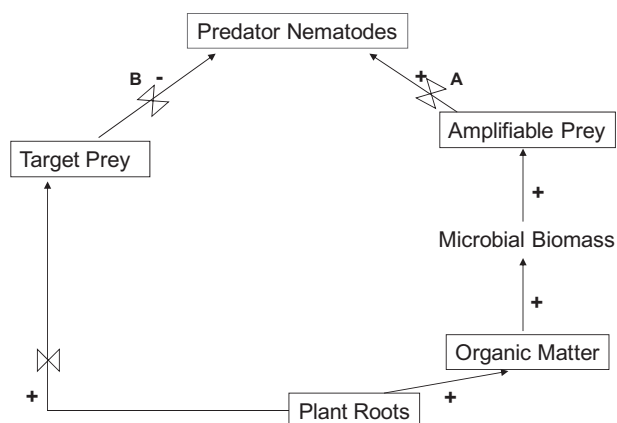 Predator Nematodes
B -
+ A
Amplifiable Prey
Target Prey
+
Microbial Biomass
+
Organic Matter
+
Plant Roots
+